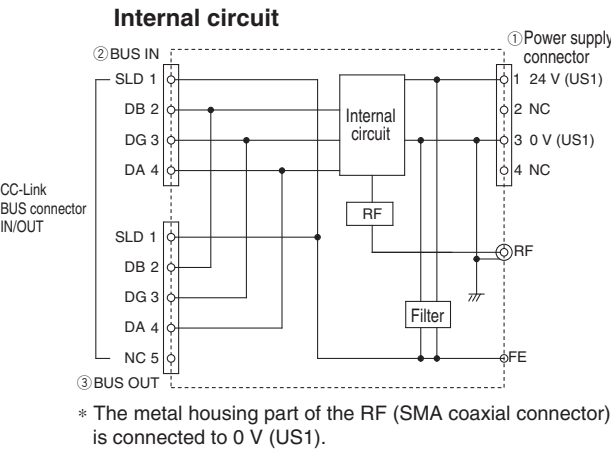 Internal circuit
①Power supply
connector
②BUS IN
SLD 1
DB 2
DG 3
DA 4
1 24 V (US1)
2 NC
3 0 V (US1)
4 NC
Internal
circuit
CC-Link
BUS connector
IN/OUT
RF
SLD 1
DB 2
DG 3
DA 4
NC 5
RF
Filter
FE
③BUS OUT
* The metal housing part of the RF (SMA coaxial connector)
is connected to 0 V (US1).